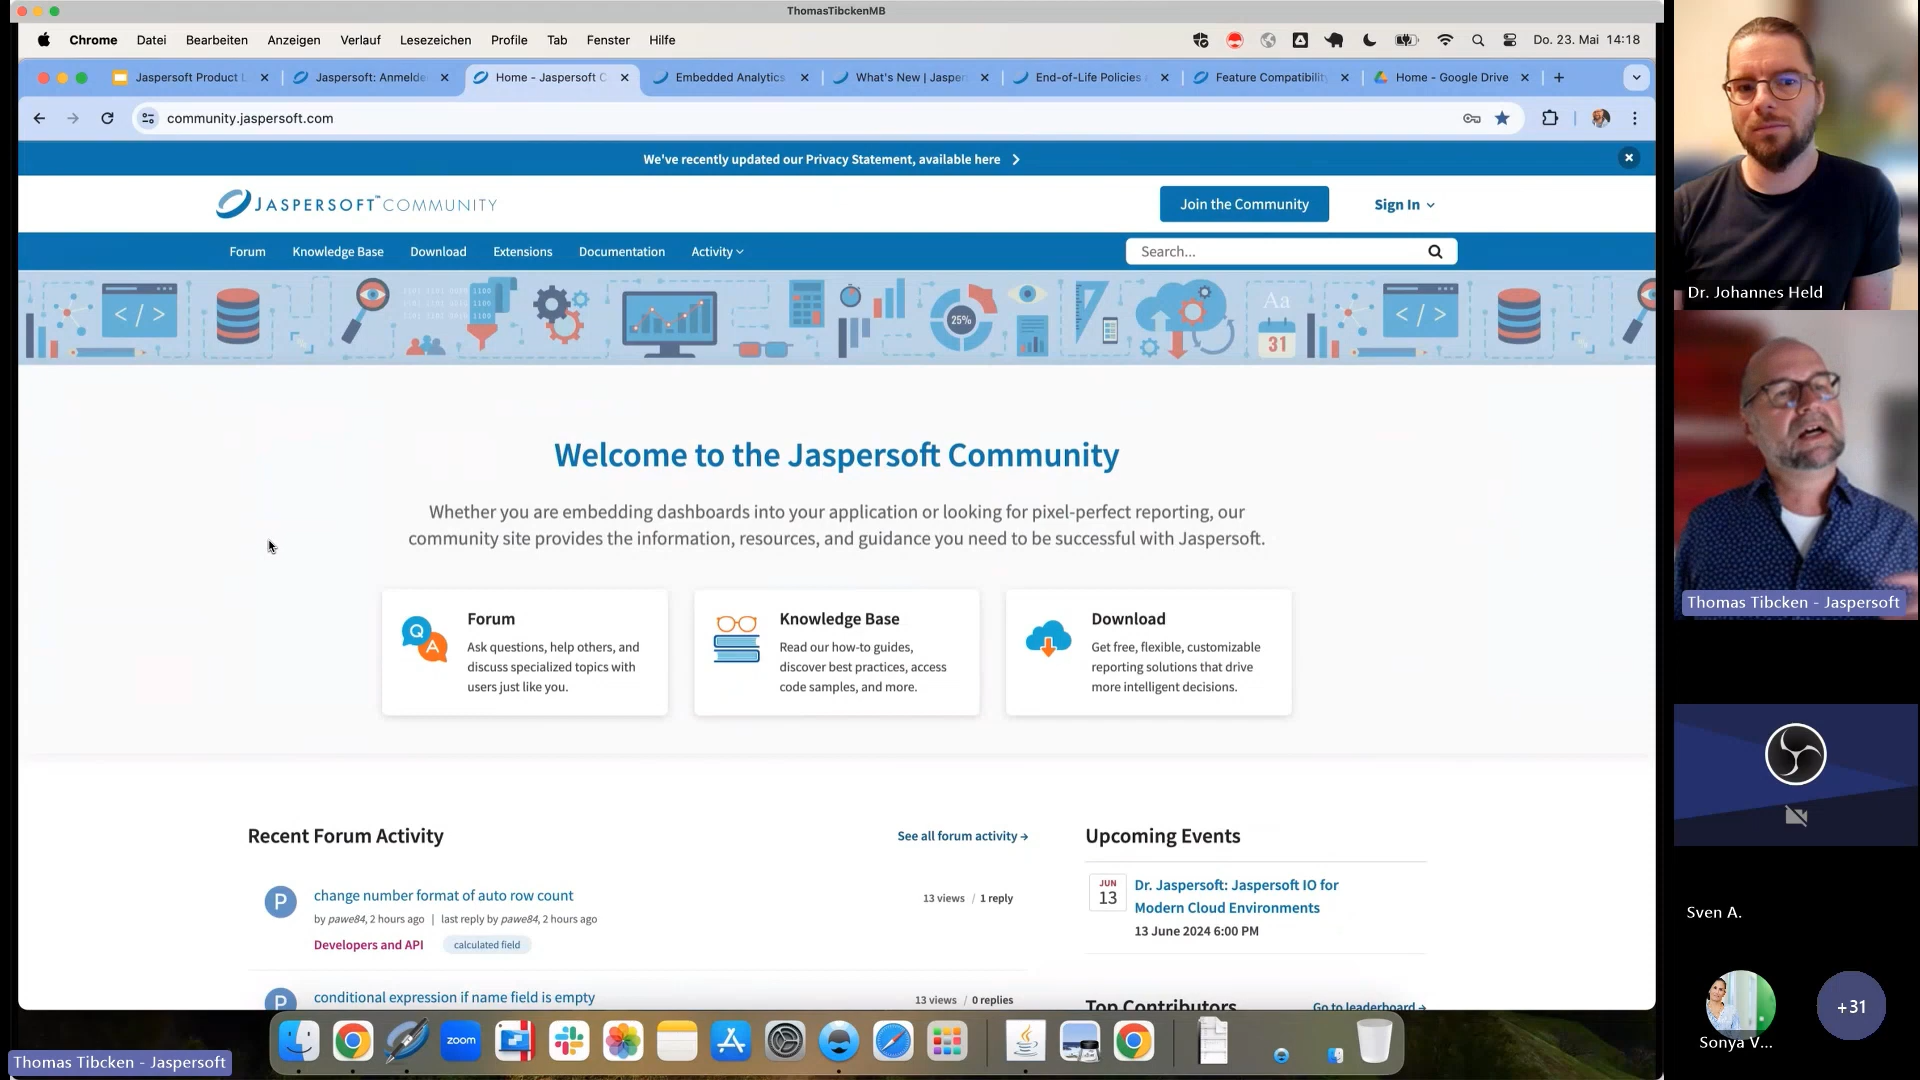 ThomasTibckenMB
Chrome Datei Bearbeiten Anzeigen Verlauf Lesezeichen Profile Tab Fenster Hilfe
Do. 23. Mai 14:18
Jaspersoft Product
Jaspersoft: Anmelde
Home - Jaspersoft C
Embedded Analytics
What's New | Jasper
End-of-Life Policies
Feature Compatibility
Home - Google Drive
community.jaspersoft.com
We've recently updated our Privacy Statement, available here
JASPERSOFT™ COMMUNITY
Join the Community
Sign In
Forum Knowledge Base Download Extensions Documentation Activity
Search...
</>
25%
Aa
31
</>
Welcome to the Jaspersoft Community
Whether you are embedding dashboards into your application or looking for pixel-perfect reporting, our
community site provides the information, resources, and guidance you need to be successful with Jaspersoft.
Q
A
Forum
Ask questions, help others, and
discuss specialized topics with
users just like you.
Knowledge Base
Read our how-to guides,
discover best practices, access
code samples, and more.
Download
Get free, flexible, customizable
reporting solutions that drive
more intelligent decisions.
Recent Forum Activity
See all forum activity →
P
change number format of auto row count
by pawe84, 2 hours ago | last reply by pawe84, 2 hours ago
Developers and API calculated field
13 views / 1 reply
P
conditional expression if name field is empty
13 views / 0 replies
Upcoming Events
JUN
13
Dr. Jaspersoft: Jaspersoft IO for
Modern Cloud Environments
13 June 2024 6:00 PM
Top Contributors
Go to leaderboard →
zoom
Thomas Tibcken - Jaspersoft
Dr. Johannes Held
Thomas Tibcken - Jaspersoft
Sven A.
Sonya V...
+31